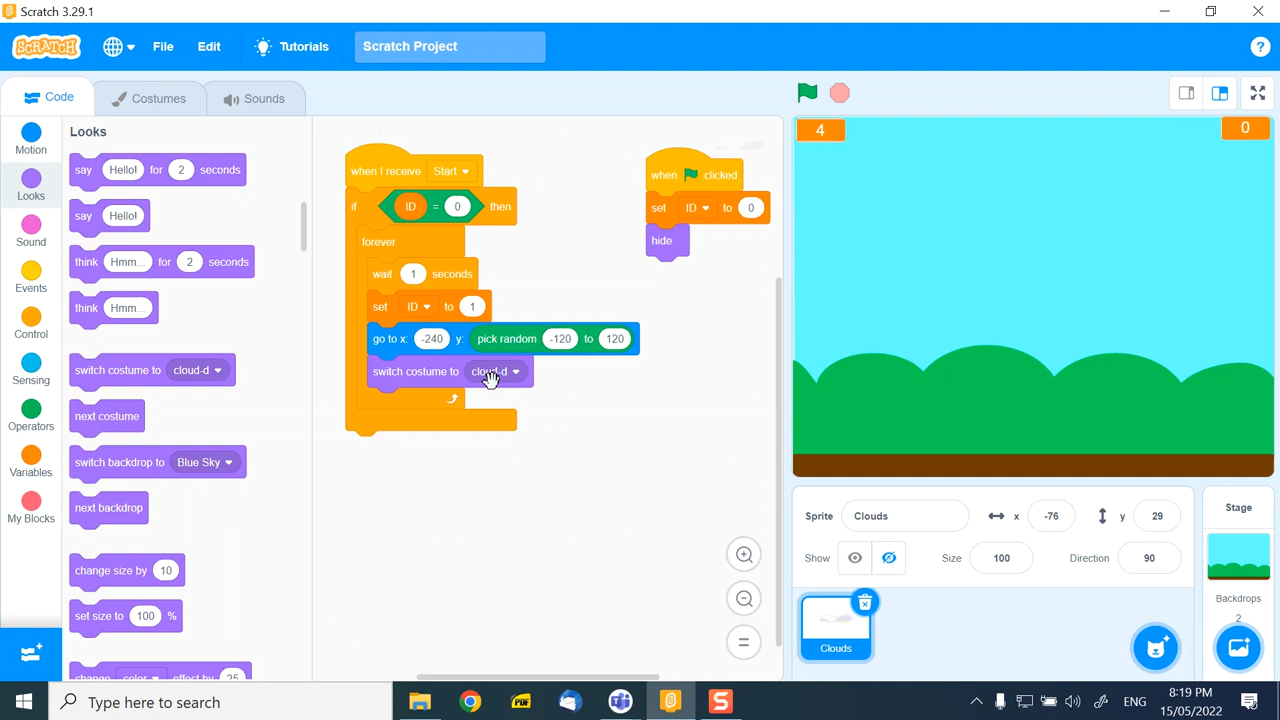 Scratch 3.29.1
SCRATCH
File
Edit
Tutorials
Scratch Project
?
Code
Costumes
Sounds
Motion
Looks
Sound
Events
Control
Sensing
Operators
Variables
My Blocks
Looks
say Hello! for 2 seconds
say Hello!
think Hmm... for 2 seconds
think Hmm...
switch costume to cloud-d
next costume
switch backdrop to Blue Sky
next backdrop
change size by 10
set size to 100 %
change color effect by 25
when I receive Start
if ID = 0 then
forever
wait 1 seconds
set ID to 1
go to x: -240 y: pick random -120 to 120
switch costume to cloud-d
when clicked
set ID to 0
hide
4
0
Sprite Clouds x -76 y 29
Show Size 100 Direction 90
Clouds
Stage
Backdrops
2
Type here to search
PDF
ENG
8:19 PM
15/05/2022